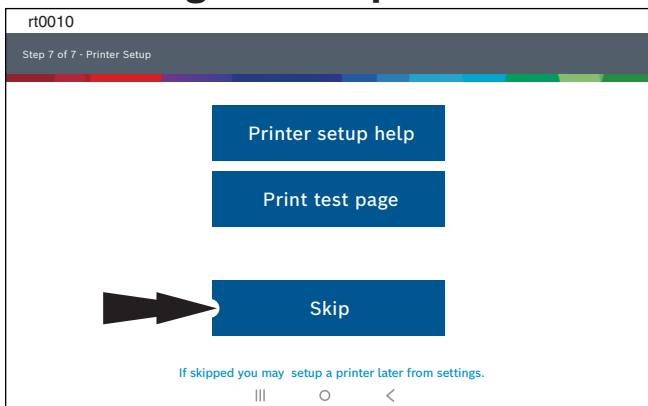 rt0010
Step 7 of 7 - Printer Setup
Printer setup help
Print test page
Skip
If skipped you may setup a printer later from settings.